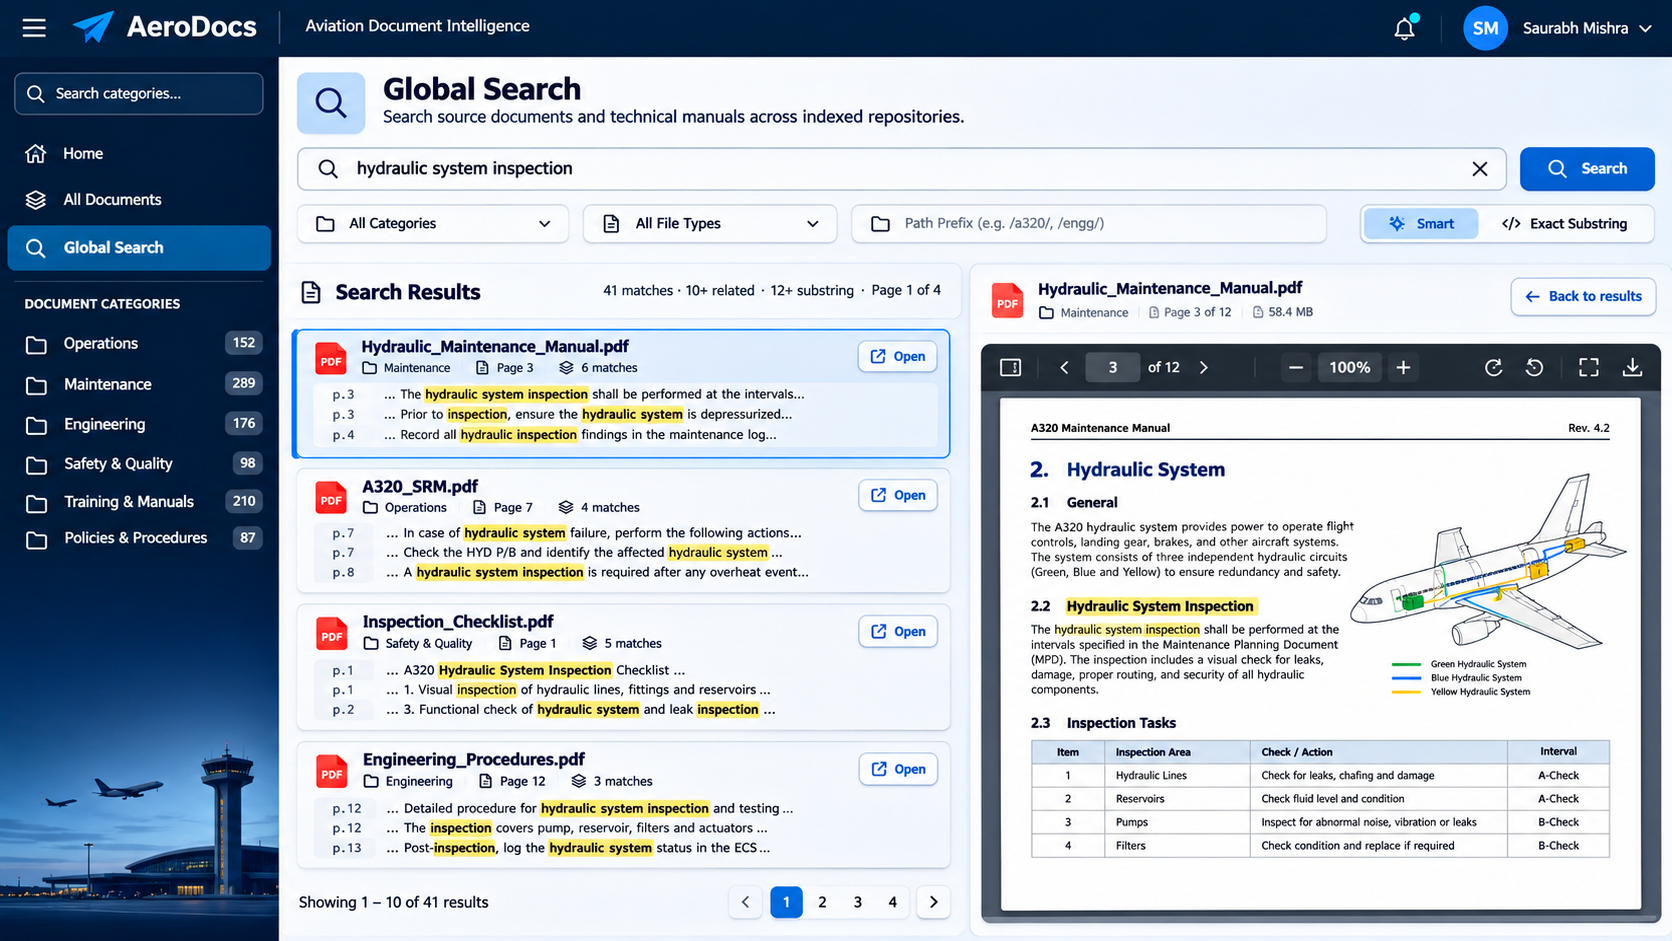 AeroDocs
Aviation Document Intelligence
SM
Saurabh Mishra
Search categories...
Home
All Documents
Global Search
DOCUMENT CATEGORIES
Operations 152
Maintenance 289
Engineering 176
Safety & Quality 98
Training & Manuals 210
Policies & Procedures 87
Global Search
Search source documents and technical manuals across indexed repositories.
hydraulic system inspection
Search
All Categories
All File Types
Path Prefix (e.g. /a320/, /engg/)
Smart
</> Exact Substring
Search Results
41 matches · 10+ related · 12+ substring · Page 1 of 4
PDF
Hydraulic_Maintenance_Manual.pdf
Maintenance Page 3 6 matches
Open
p.3 ... The hydraulic system inspection shall be performed at the intervals...
p.3 ... Prior to inspection, ensure the hydraulic system is depressurized...
p.4 ... Record all hydraulic inspection findings in the maintenance log...
PDF
A320_SRM.pdf
Operations Page 7 4 matches
Open
p.7 ... In case of hydraulic system failure, perform the following actions...
p.7 ... Check the HYD P/B and identify the affected hydraulic system ...
p.8 ... A hydraulic system inspection is required after any overheat event...
PDF
Inspection_Checklist.pdf
Safety & Quality Page 1 5 matches
Open
p.1 ... A320 Hydraulic System Inspection Checklist ...
p.1 ... 1. Visual inspection of hydraulic lines, fittings and reservoirs ...
p.2 ... 3. Functional check of hydraulic system and leak inspection ...
PDF
Engineering_Procedures.pdf
Engineering Page 12 3 matches
Open
p.12 ... Detailed procedure for hydraulic system inspection and testing ...
p.12 ... The inspection covers pump, reservoir, filters and actuators ...
p.13 ... Post-inspection, log the hydraulic system status in the ECS ...
Showing 1 – 10 of 41 results
1 2 3 4
PDF
Hydraulic_Maintenance_Manual.pdf
Maintenance Page 3 of 12 58.4 MB
Back to results
3 of 12 100%
A320 Maintenance Manual Rev. 4.2
2. Hydraulic System
2.1 General
The A320 hydraulic system provides power to operate flight
controls, landing gear, brakes, and other aircraft systems.
The system consists of three independent hydraulic circuits
(Green, Blue and Yellow) to ensure redundancy and safety.
2.2 Hydraulic System Inspection
The hydraulic system inspection shall be performed at the
intervals specified in the Maintenance Planning Document
(MPD). The inspection includes a visual check for leaks,
damage, proper routing, and security of all hydraulic
components.
Green Hydraulic System
Blue Hydraulic System
Yellow Hydraulic System
2.3 Inspection Tasks
Item Inspection Area Check / Action Interval
1 Hydraulic Lines Check for leaks, chafing and damage A-Check
2 Reservoirs Check fluid level and condition A-Check
3 Pumps Inspect for abnormal noise, vibration or leaks B-Check
4 Filters Check condition and replace if required B-Check